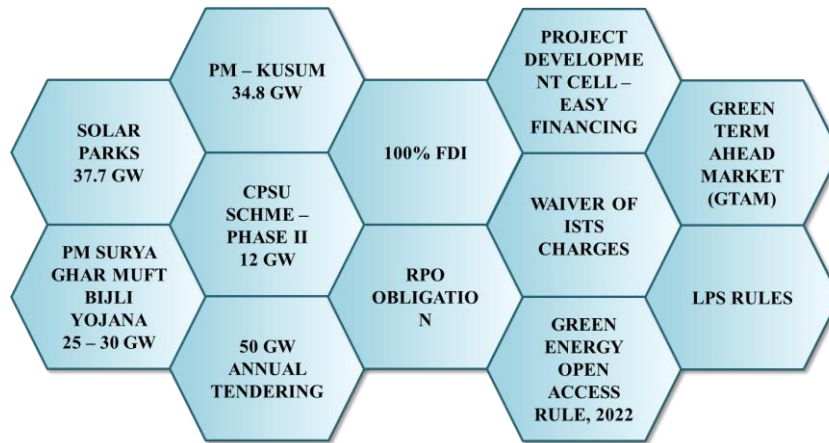 PM – KUSUM
34.8 GW
PROJECT
DEVELOPME
NT CELL –
EASY
FINANCING
SOLAR
PARKS
37.7 GW
100% FDI
GREEN
TERM
AHEAD
MARKET
(GTAM)
CPSU
SCHME –
PHASE II
12 GW
WAIVER OF
ISTS
CHARGES
PM SURYA
GHAR MUFT
BIJLI
YOJANA
25 – 30 GW
RPO
OBLIGATIO
N
LPS RULES
50 GW
ANNUAL
TENDERING
GREEN
ENERGY
OPEN
ACCESS
RULE, 2022